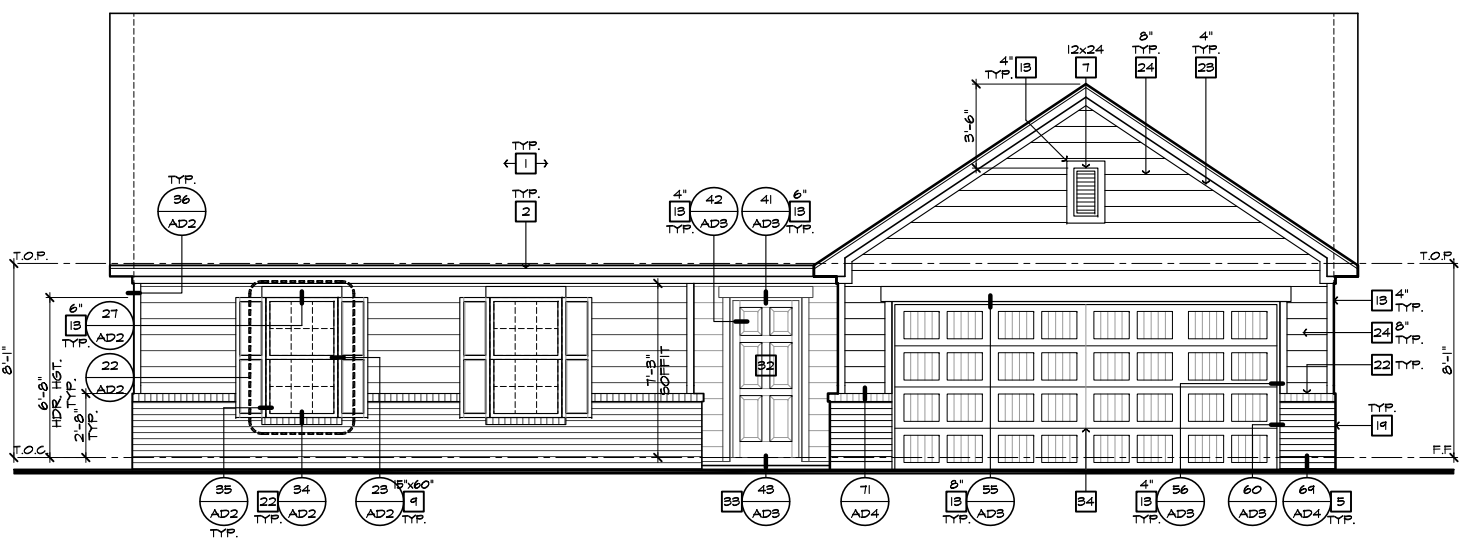 12x24
8"
4"
4"
TYP.
TYP.
TYP.
13
7
24
23
3'-6"
TYP.
1
TYP.
2
TYP.
36
AD2
4"
13
TYP.
42
AD3
41
AD3
6"
13
TYP.
T.O.P.
T.O.P.
6"
13
TYP.
27
AD2
22
AD2
8'-1"
6'-8"
HDR. HGT.
TYP.
2'-8"
TYP.
7'-3"
SOFFIT
32
13
4"
TYP.
24
8"
TYP.
22
TYP.
TYP.
19
8'-1"
T.O.C.
F.F.
35
AD2
TYP.
22
TYP.
34
AD2
23
AD2
15"x60"
9
TYP.
33
43
AD3
71
AD4
8"
13
TYP.
55
AD3
34
4"
13
TYP.
56
AD3
60
AD3
69
AD4
5
TYP.